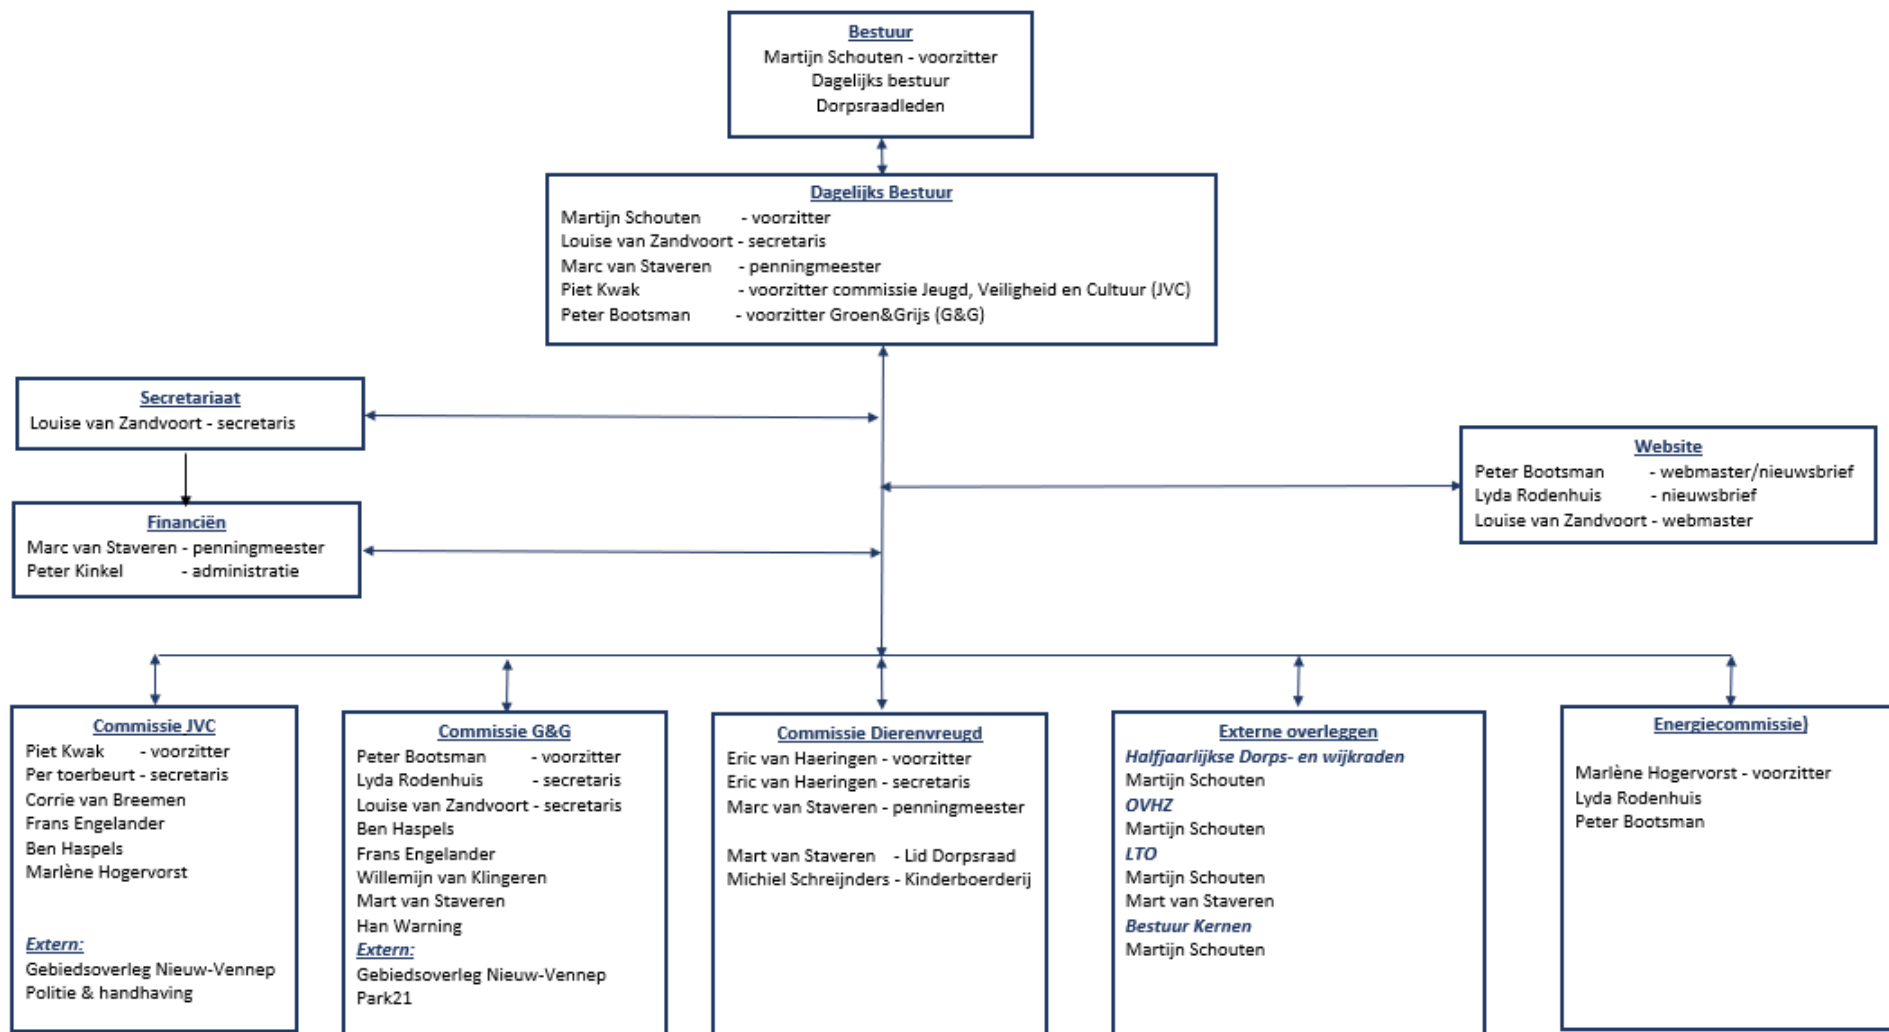 Bestuur
Martijn Schouten - voorzitter
Dagelijks bestuur
Dorpsraadleden
Dagelijks Bestuur
Martijn Schouten - voorzitter
Louise van Zandvoort - secretaris
Marc van Staveren - penningmeester
Piet Kwak - voorzitter commissie Jeugd, Veiligheid en Cultuur (JVC)
Peter Bootsman - voorzitter Groen&Grijs (G&G)
Secretariaat
Louise van Zandvoort - secretaris
Website
Peter Bootsman - webmaster/nieuwsbrief
Lyda Rodenhuis - nieuwsbrief
Louise van Zandvoort - webmaster
Financiën
Marc van Staveren - penningmeester
Peter Kinkel - administratie
Commissie JVC
Piet Kwak - voorzitter
Per toerbeurt - secretaris
Corrie van Breemen
Frans Engelander
Ben Haspels
Marlène Hogervorst
Extern:
Gebiedsoverleg Nieuw-Vennep
Politie & handhaving
Commissie G&G
Peter Bootsman - voorzitter
Lyda Rodenhuis - secretaris
Louise van Zandvoort - secretaris
Ben Haspels
Frans Engelander
Willemijn van Klingeren
Mart van Staveren
Han Warning
Extern:
Gebiedsoverleg Nieuw-Vennep
Park21
Commissie Dierenvreugd
Eric van Haeringen - voorzitter
Eric van Haeringen - secretaris
Marc van Staveren - penningmeester
Mart van Staveren - Lid Dorpsraad
Michiel Schreijnders - Kinderboerderij
Externe overleggen
Halfjaarlijkse Dorps- en wijkraden
Martijn Schouten
OVHZ
Martijn Schouten
LTO
Martijn Schouten
Mart van Staveren
Bestuur Kernen
Martijn Schouten
Energiecommissie)
Marlène Hogervorst - voorzitter
Lyda Rodenhuis
Peter Bootsman